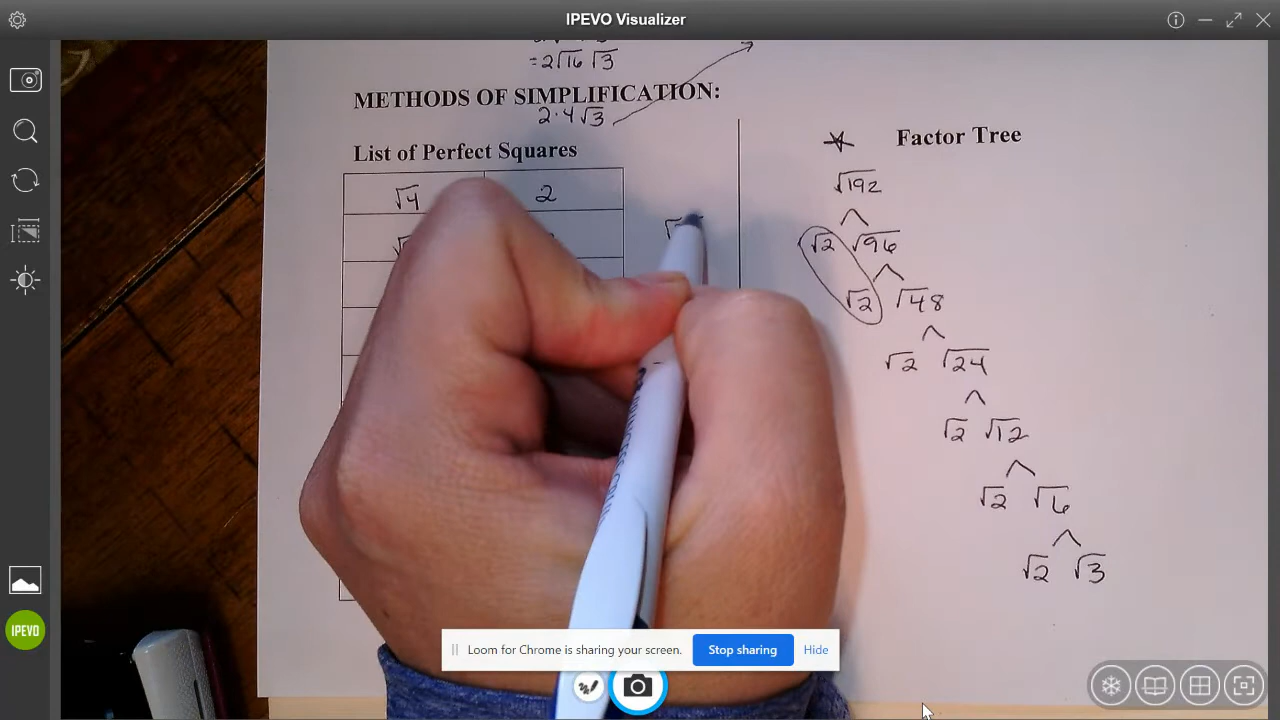 IPEVO Visualizer
= 2√16 √3
METHODS OF SIMPLIFICATION:
2·4√3
List of Perfect Squares
√4 2
Factor Tree
√192
√2 √96
√2 √48
√2 √24
√2 √12
√2 √6
√2 √3
IPEVO
Loom for Chrome is sharing your screen. Stop sharing Hide